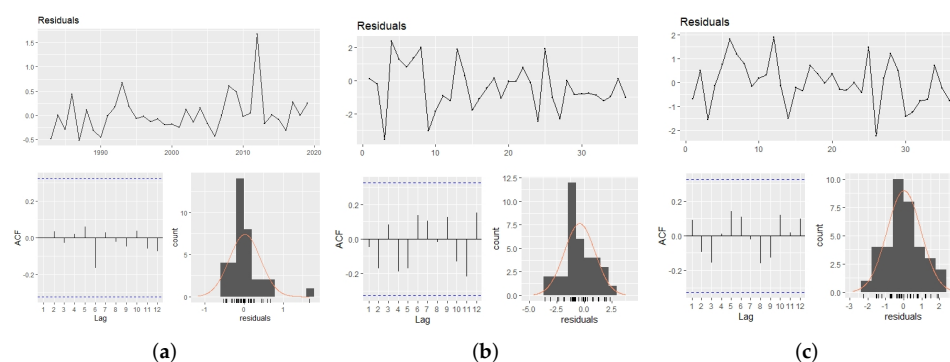 Residuals
1.5
1.0
0.5
0.0
-0.5
1990
2000
2010
2020
0.2
0.0
-0.2
ACF
1 2 3 4 5 6 7 8 9 10 11 12
Lag
10
5
0
count
-1
0
1
residuals
(a)
Residuals
2
0
-2
0
10
20
30
0.2
0.0
-0.2
ACF
1 2 3 4 5 6 7 8 9 10 11 12
Lag
12.5
10.0
7.5
5.0
2.5
0.0
count
-5.0
-2.5
0.0
2.5
residuals
(b)
Residuals
2
1
0
-1
-2
0
10
20
30
0.2
0.0
-0.2
ACF
1 2 3 4 5 6 7 8 9 10 11 12
Lag
10.0
7.5
5.0
2.5
0.0
count
-3
-2
-1
0
1
2
residuals
(c)